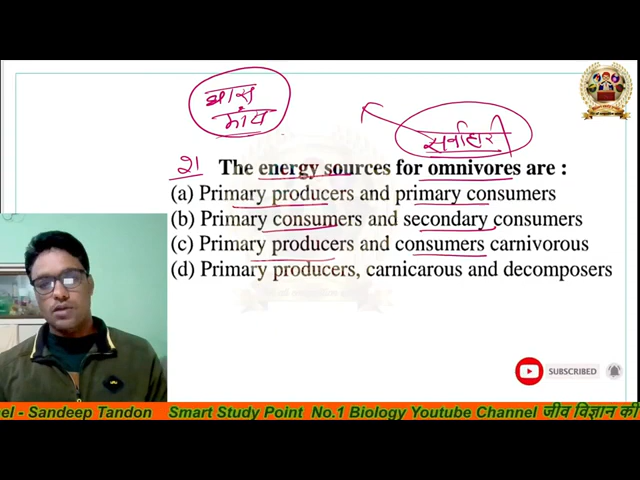 घास
मांस
सर्वाहारी
The energy sources for omnivores are :
(a) Primary producers and primary consumers
(b) Primary consumers and secondary consumers
(c) Primary producers and consumers carnivorous
(d) Primary producers, carnicarous and decomposers
SUBSCRIBED
el - Sandeep Tandon Smart Study Point No.1 Biology Youtube Channel जीव विज्ञान की